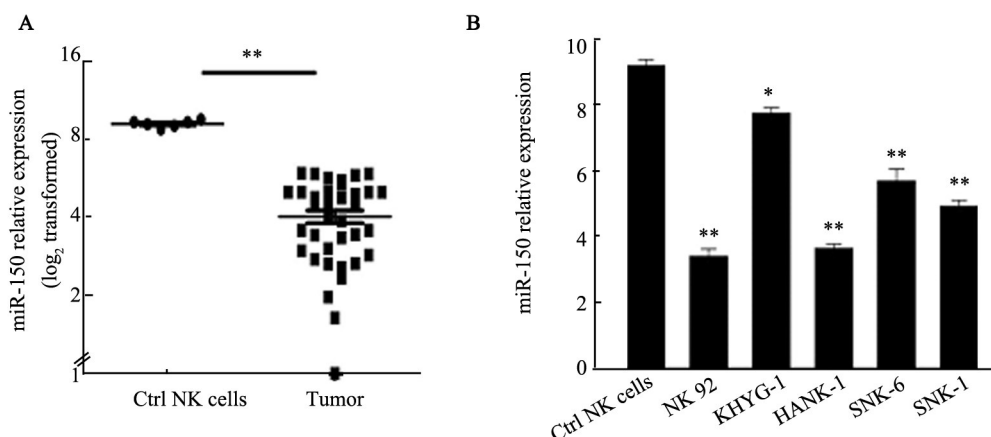 A
miR-150 relative expression
(log₂ transformed)
16
8
4
2
1
**
Ctrl NK cells
Tumor
B
miR-150 relative expression
10
8
6
4
2
0
*
**
**
**
**
Ctrl NK cells
NK 92
KHYG-1
HANK-1
SNK-6
SNK-1